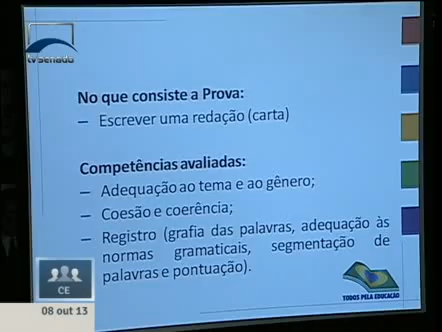 tv senado
No que consiste a Prova:
– Escrever uma redação (carta)
Competências avaliadas:
– Adequação ao tema e ao gênero;
– Coesão e coerência;
– Registro (grafia das palavras, adequação às
normas gramaticais, segmentação de
palavras e pontuação).
TODOS PELA EDUCAÇÃO
CE
08 out 13